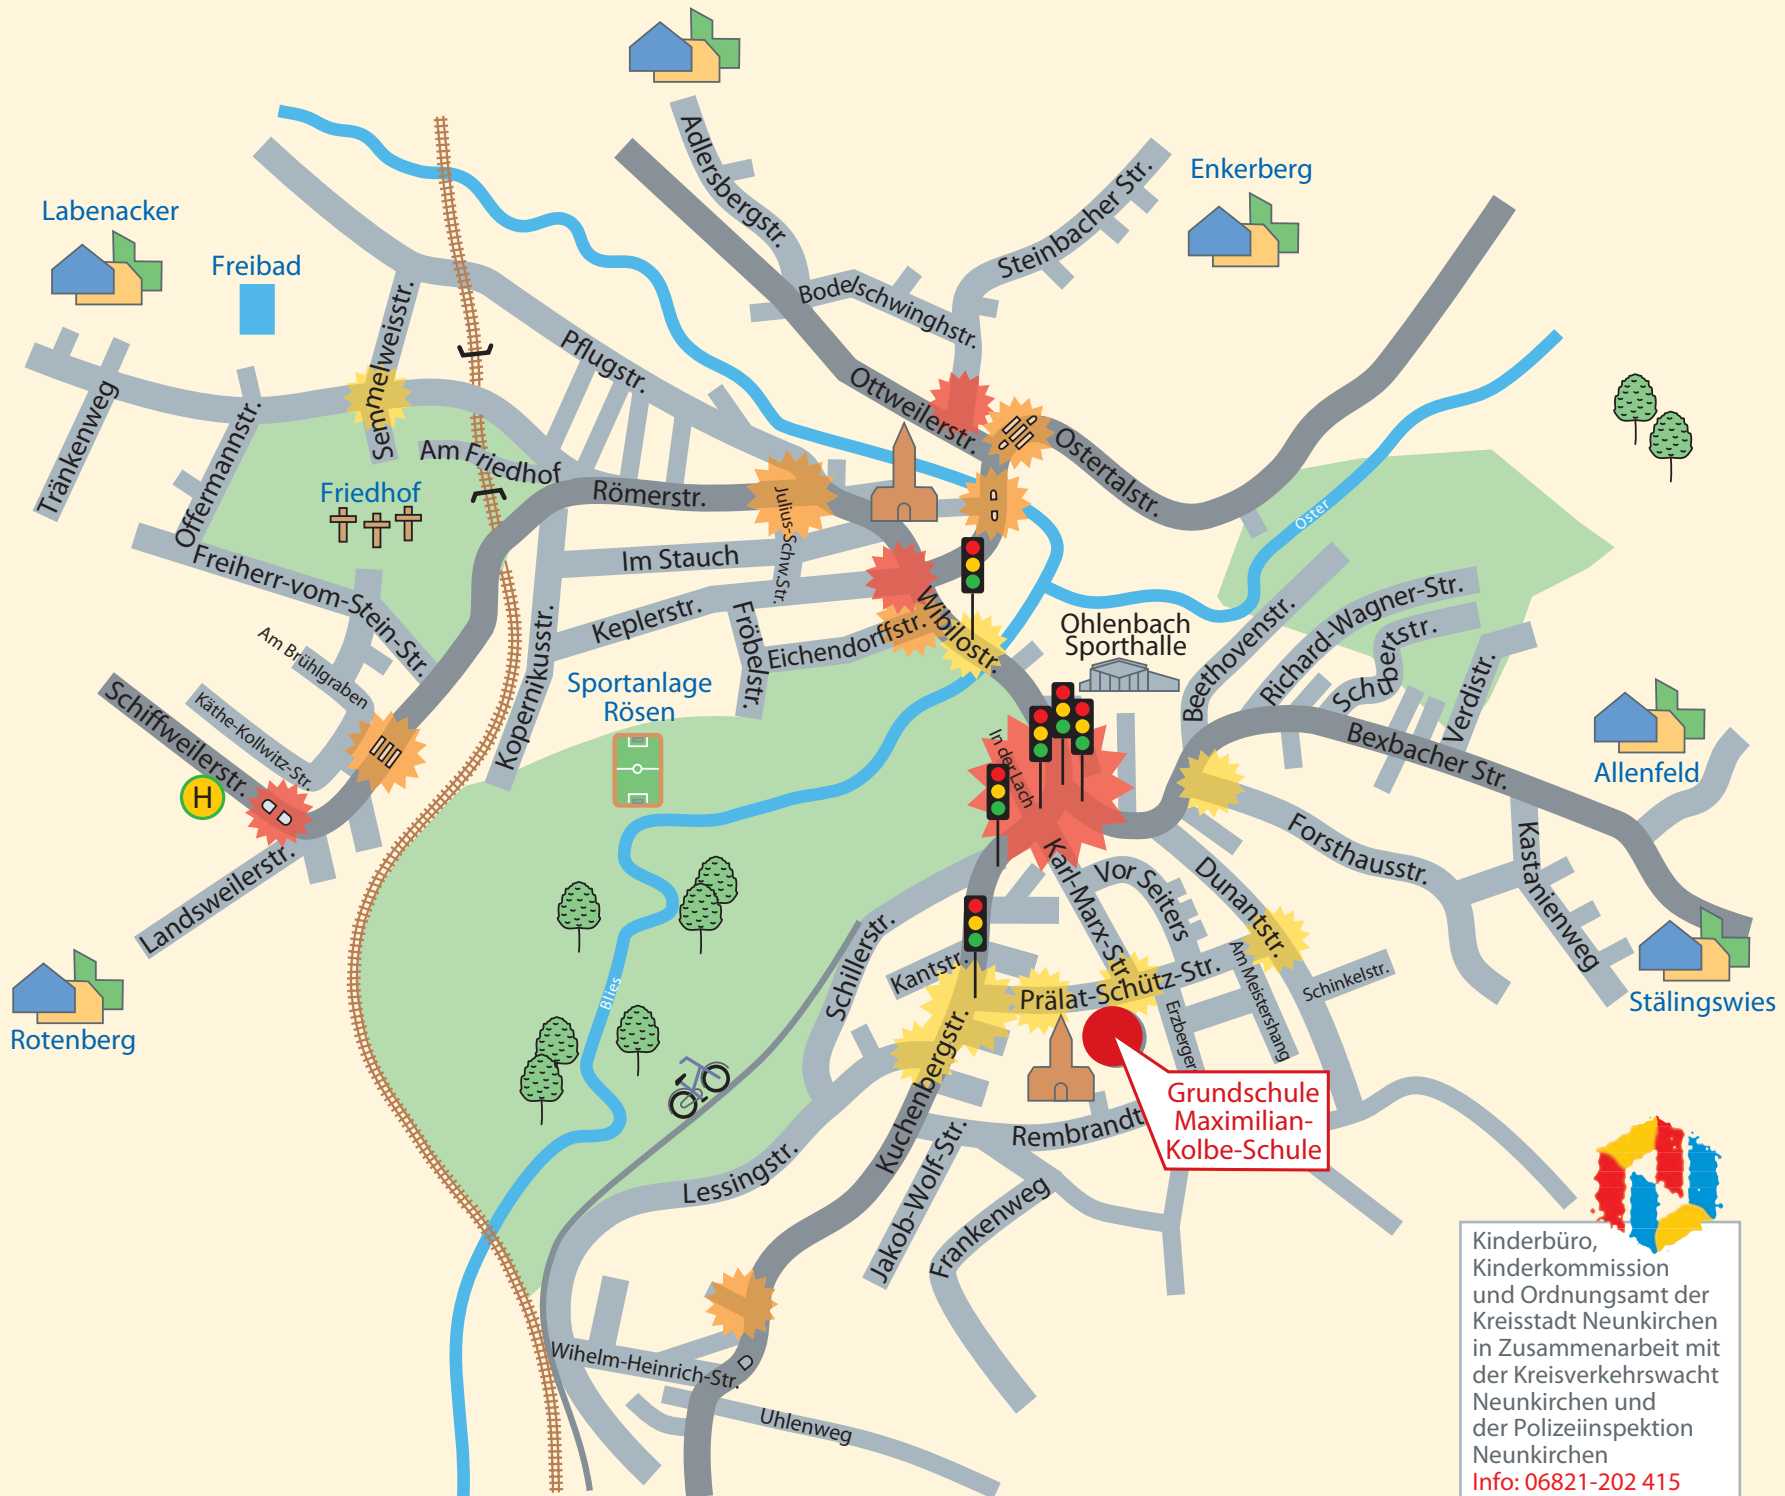 Adlersbergstr.
Enkerberg
Steinbacher Str.
Labenacker
Freibad
Bodelschwinghstr.
Semmelweisstr.
Pflugstr.
Ottweilerstr.
Ostertalstr.
Tränkenweg
Offermannstr.
Am Friedhof
Friedhof
Römerstr.
Julius-Schw.Str.
Oster
Freiherr-vom-Stein-Str.
Im Stauch
Keplerstr.
Fröbelstr.
Eichendorffstr.
Wibilostr.
Ohlenbach
Sporthalle
Beethovenstr.
Richard-Wagner-Str.
Schubertstr.
Verdistr.
Am Brühlgraben
Käthe-Kollwitz-Str.
Schiffweilerstr.
H
Kopernikusstr.
Sportanlage
Rösen
In der Lach
Bexbacher Str.
Allenfeld
Landsweilerstr.
Rotenberg
Forsthausstr.
Kastanienweg
Stälingswies
Karl-Marx-Str.
Vor Seiters
Dunantstr.
Schillerstr.
Kantstr.
Prälat-Schütz-Str.
Am Meistershang
Schinkelstr.
Erzberger
Blies
Kuchenbergstr.
Grundschule
Maximilian-
Kolbe-Schule
Rembrandt
Lessingstr.
Jakob-Wolf-Str.
Frankenweg
Wihelm-Heinrich-Str.
Uhlenweg
Kinderbüro,
Kinderkommission
und Ordnungsamt der
Kreisstadt Neunkirchen
in Zusammenarbeit mit
der Kreisverkehrswacht
Neunkirchen und
der Polizeiinspektion
Neunkirchen
Info: 06821-202 415